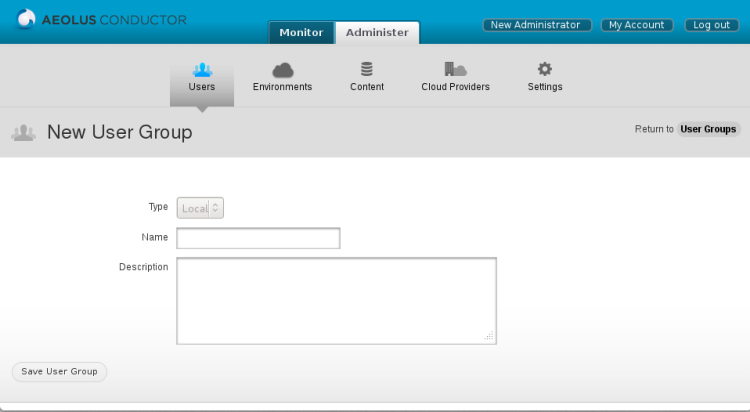 AEOLUS CONDUCTOR
Monitor Administer
New Administrator My Account Log out
Users Environments Content Cloud Providers Settings
New User Group
Return to User Groups
Type Local
Name
Description
Save User Group